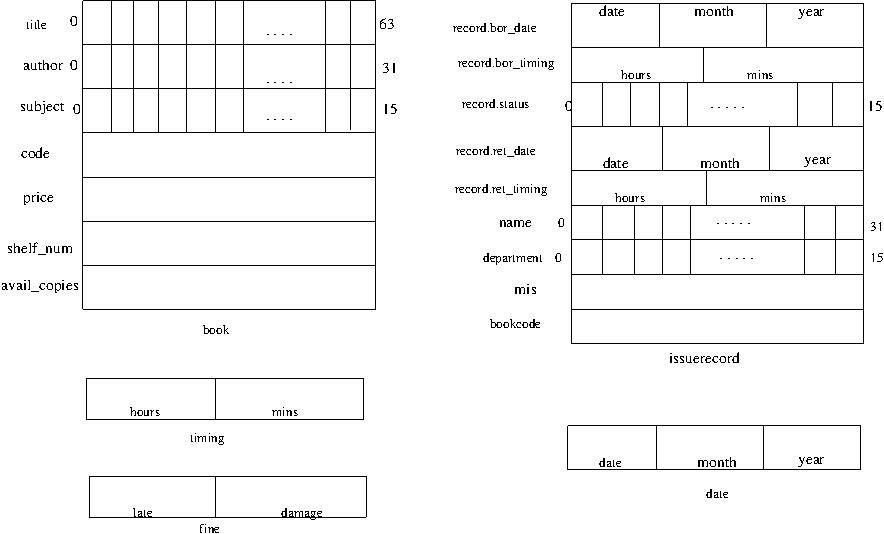 title 0 .... 63
author 0 .... 31
subject 0 .... 15
code
price
shelf_num
avail_copies
book
hours mins
timing
late damage
fine
record.bor_date date month year
record.bor_timing hours mins
record.status 0 ..... 15
record.ret_date date month year
record.ret_timing hours mins
name 0 ..... 31
department 0 ..... 15
mis
bookcode
issuerecord
date month year
date